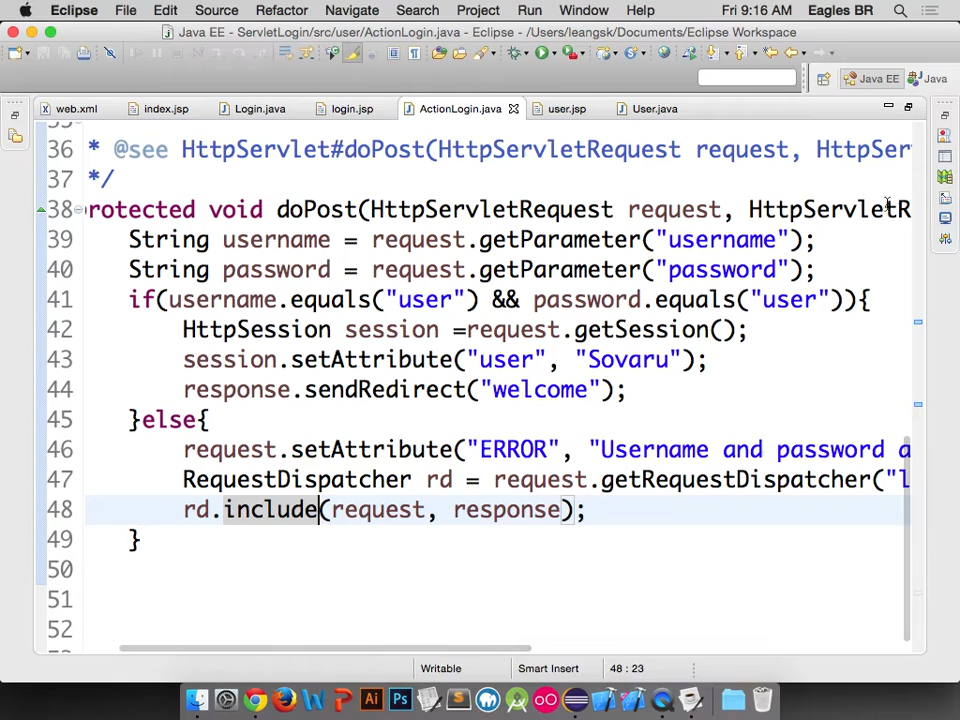 Eclipse File Edit Source Refactor Navigate Search Project Run Window Help Fri 9:16 AM Eagles BR
Java EE - ServletLogin/src/user/ActionLogin.java - Eclipse - /Users/leangsk/Documents/Eclipse Workspace
Java EE Java
web.xml index.jsp Login.java login.jsp ActionLogin.java user.jsp User.java
36 * @see HttpServlet#doPost(HttpServletRequest request, HttpSer
37 */
38 rotected void doPost(HttpServletRequest request, HttpServletR
39 String username = request.getParameter("username");
40 String password = request.getParameter("password");
41 if(username.equals("user") && password.equals("user")){
42 HttpSession session =request.getSession();
43 session.setAttribute("user", "Sovaru");
44 response.sendRedirect("welcome");
45 }else{
46 request.setAttribute("ERROR", "Username and password a
47 RequestDispatcher rd = request.getRequestDispatcher("l
48 rd.include(request, response);
49 }
50
51
52
Writable Smart Insert 48 : 23
W P Ai Ps S